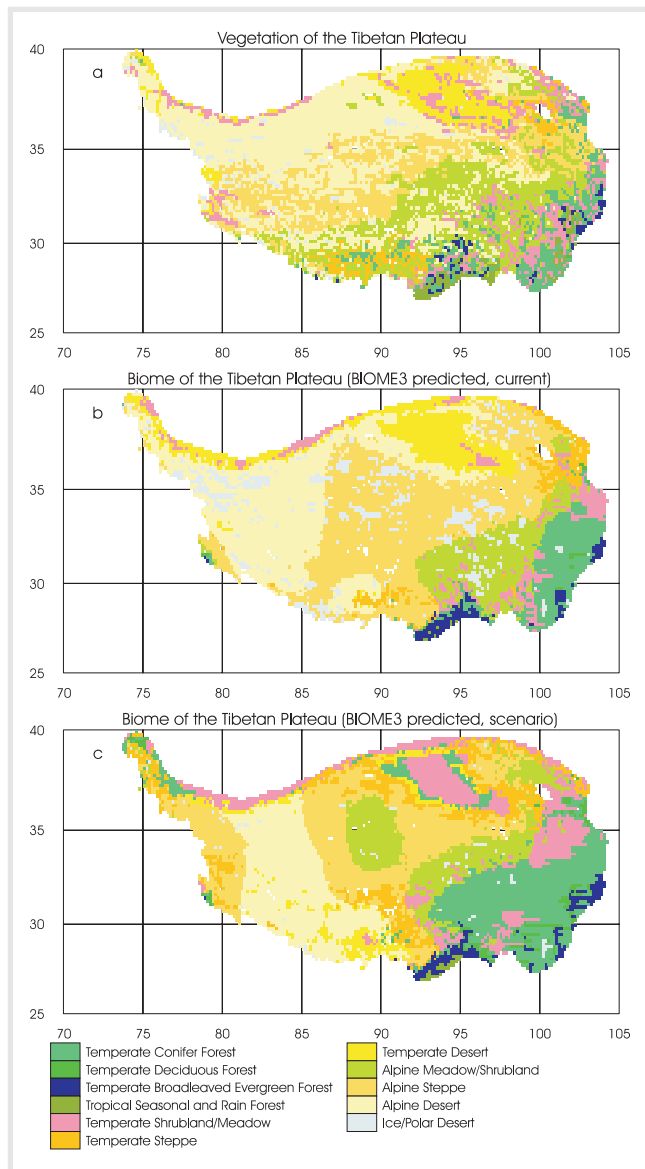 Vegetation of the Tibetan Plateau
a
40
35
30
25
70 75 80 85 90 95 100 105
Biome of the Tibetan Plateau (BIOME3 predicted, current)
b
40
35
30
25
70 75 80 85 90 95 100 105
Biome of the Tibetan Plateau (BIOME3 predicted, scenario)
c
40
35
30
25
70 75 80 85 90 95 100 105
Temperate Conifer Forest
Temperate Deciduous Forest
Temperate Broadleaved Evergreen Forest
Tropical Seasonal and Rain Forest
Temperate Shrubland/Meadow
Temperate Steppe
Temperate Desert
Alpine Meadow/Shrubland
Alpine Steppe
Alpine Desert
Ice/Polar Desert